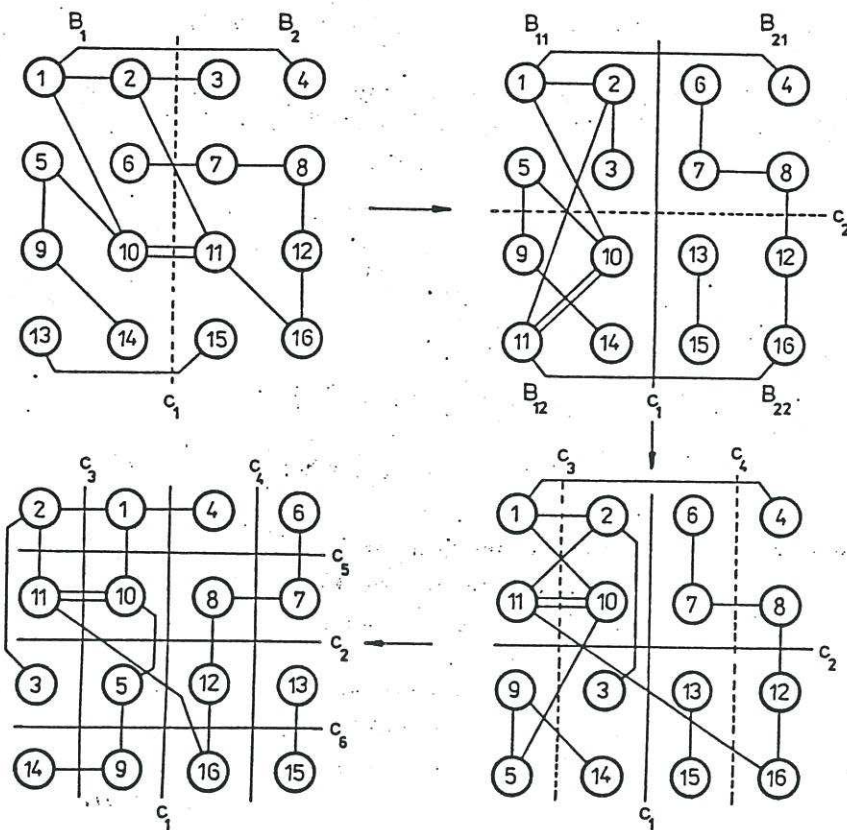 B1 B2
1 2 3 4
5 6 7 8
9 10 11 12
13 14 15 16
C1
B11 B21
1 2 6 4
5 3 7 8
C2
9 10 13 12
11 14 15 16
B12 C1 B22
C3 C4
2 1 4 6
C5
11 10 8 7
C2
3 5 12 13
C6
14 9 16 15
C1
C3 C4
1 2 6 4
11 10 7 8
C2
9 3 13 12
5 14 15 16
C1